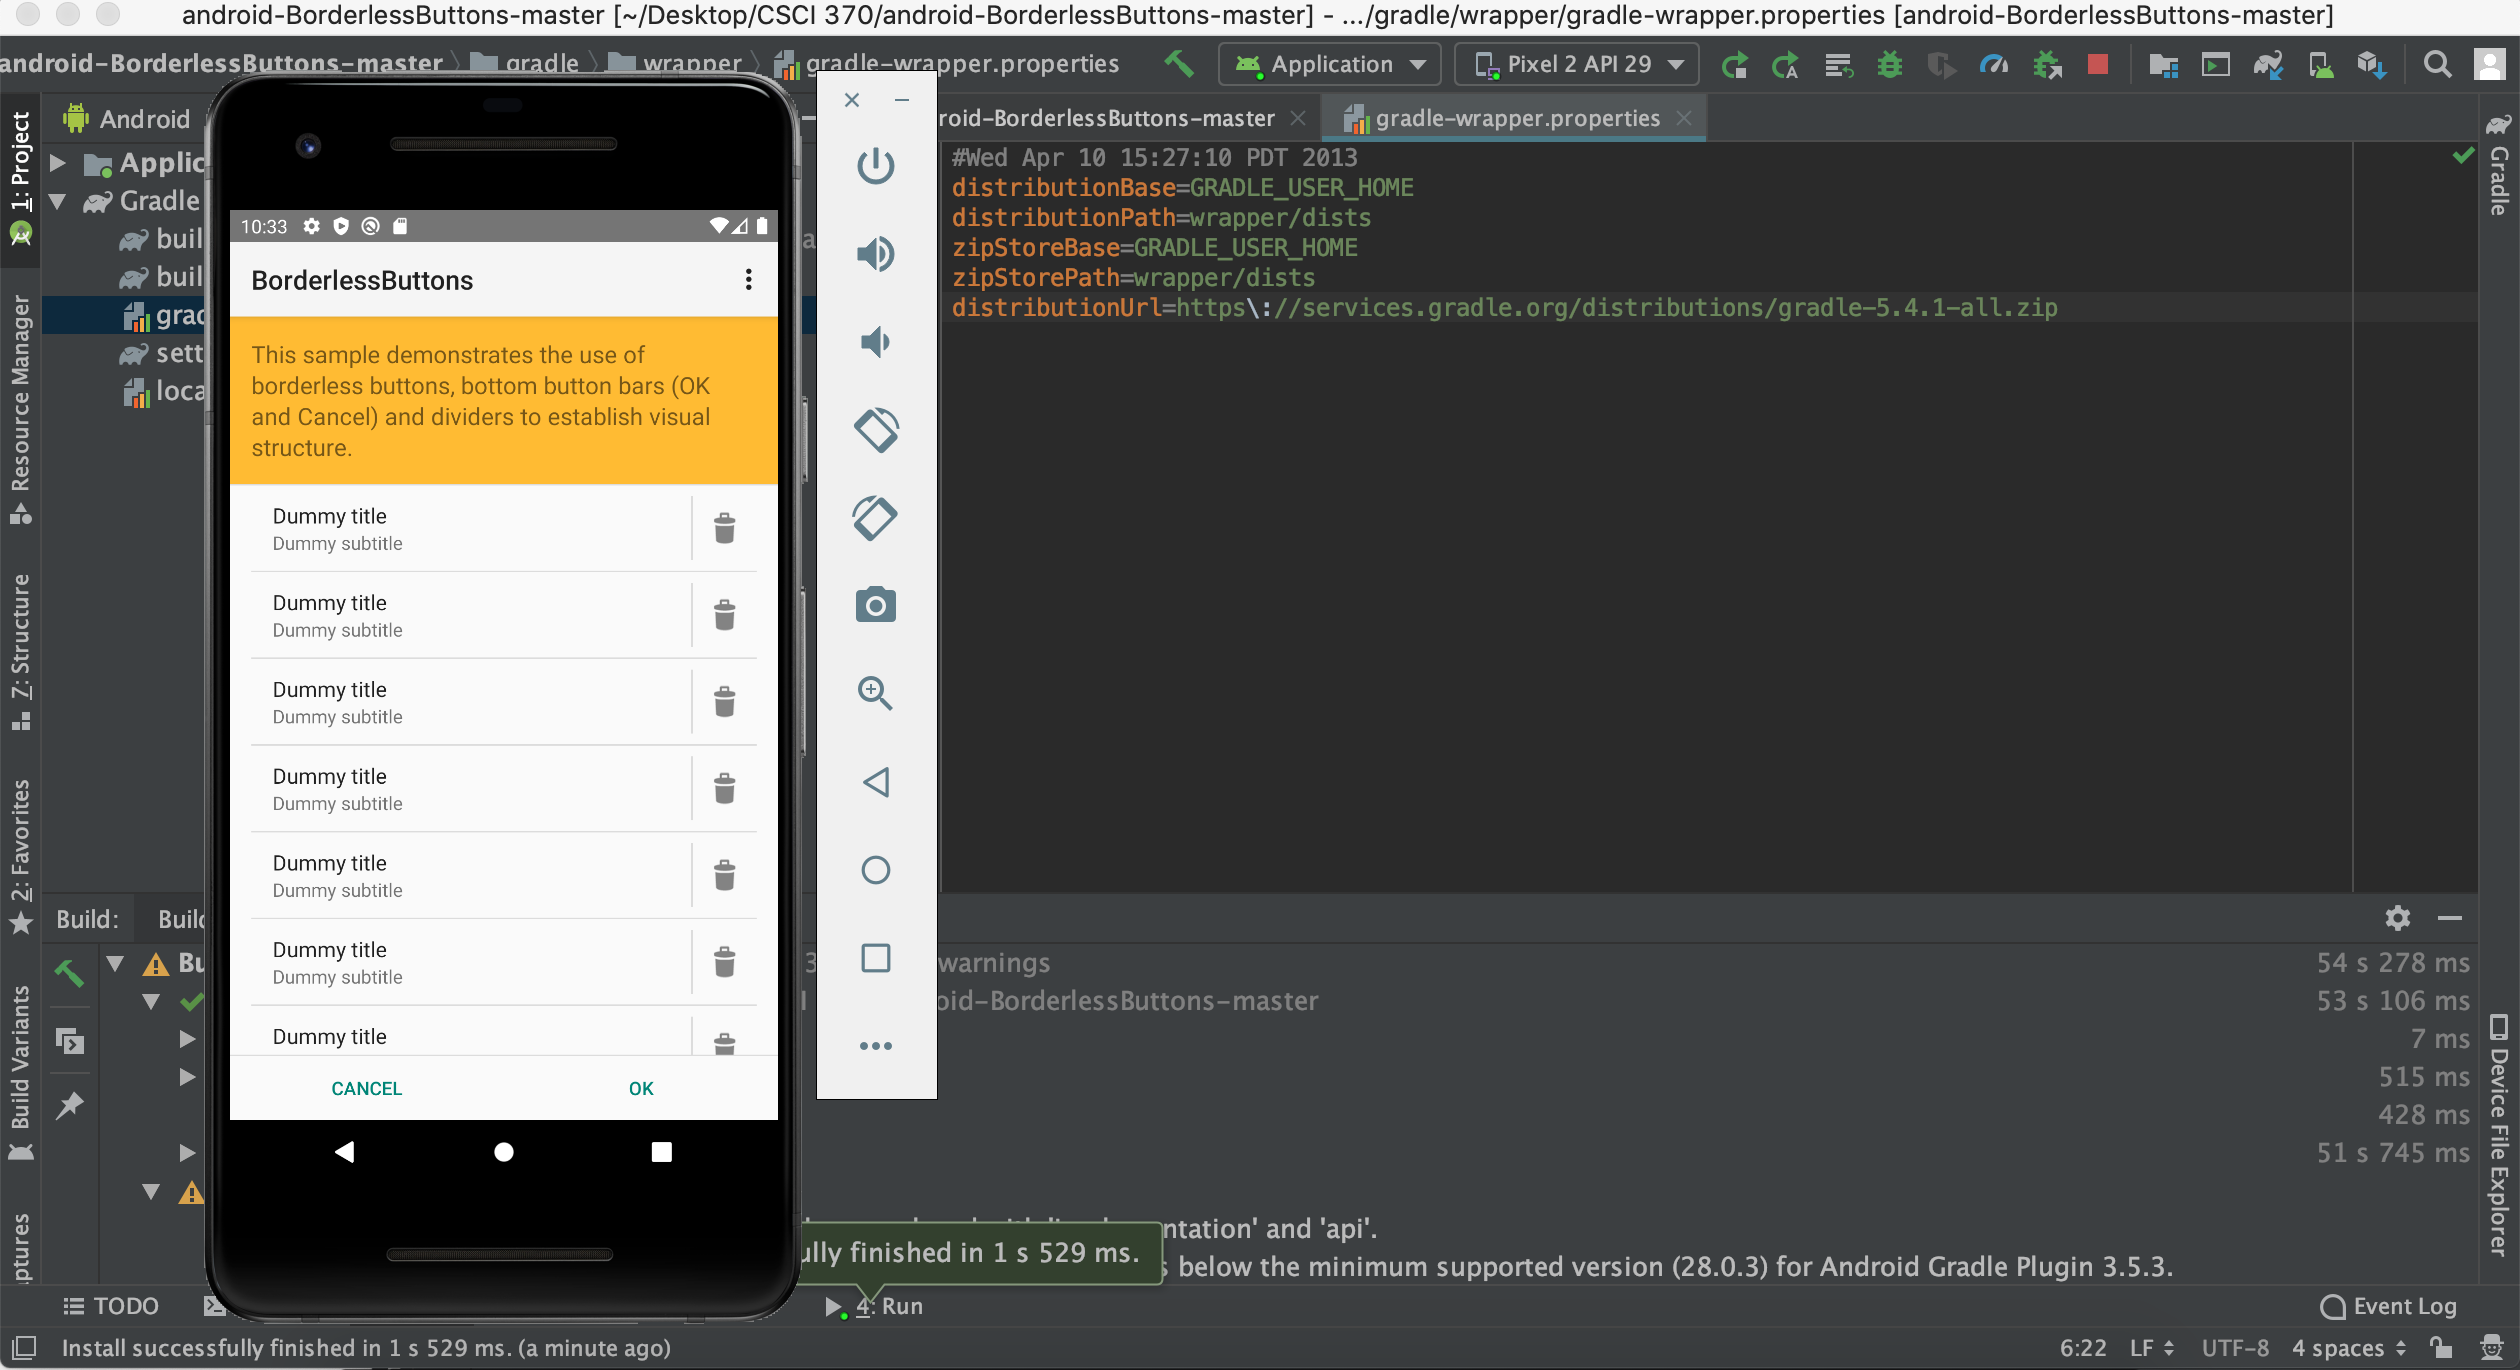 android-BorderlessButtons-master [~/Desktop/CSCI 370/android-BorderlessButtons-master] - .../gradle/wrapper/gradle-wrapper.properties [android-BorderlessButtons-master]
android-BorderlessButtons-master gradle wrapper gradle-wrapper.properties
Application
Pixel 2 API 29
1: Project
Resource Manager
7: Structure
2: Favorites
Build Variants
Android
Gradle
10:33
BorderlessButtons
This sample demonstrates the use of
borderless buttons, bottom button bars (OK
and Cancel) and dividers to establish visual
structure.
Dummy title
Dummy subtitle
Dummy title
Dummy subtitle
Dummy title
Dummy subtitle
Dummy title
Dummy subtitle
Dummy title
Dummy subtitle
Dummy title
Dummy subtitle
Dummy title
CANCEL
OK
roid-BorderlessButtons-master
gradle-wrapper.properties
#Wed Apr 10 15:27:10 PDT 2013
distributionBase=GRADLE_USER_HOME
distributionPath=wrapper/dists
zipStoreBase=GRADLE_USER_HOME
zipStorePath=wrapper/dists
distributionUrl=https\://services.gradle.org/distributions/gradle-5.4.1-all.zip
Gradle
Device File Explorer
Build:
warnings
54 s 278 ms
oid-BorderlessButtons-master
53 s 106 ms
7 ms
515 ms
428 ms
51 s 745 ms
ntation' and 'api'.
ully finished in 1 s 529 ms.
below the minimum supported version (28.0.3) for Android Gradle Plugin 3.5.3.
TODO
4: Run
Event Log
Install successfully finished in 1 s 529 ms. (a minute ago)
6:22 LF UTF-8 4 spaces